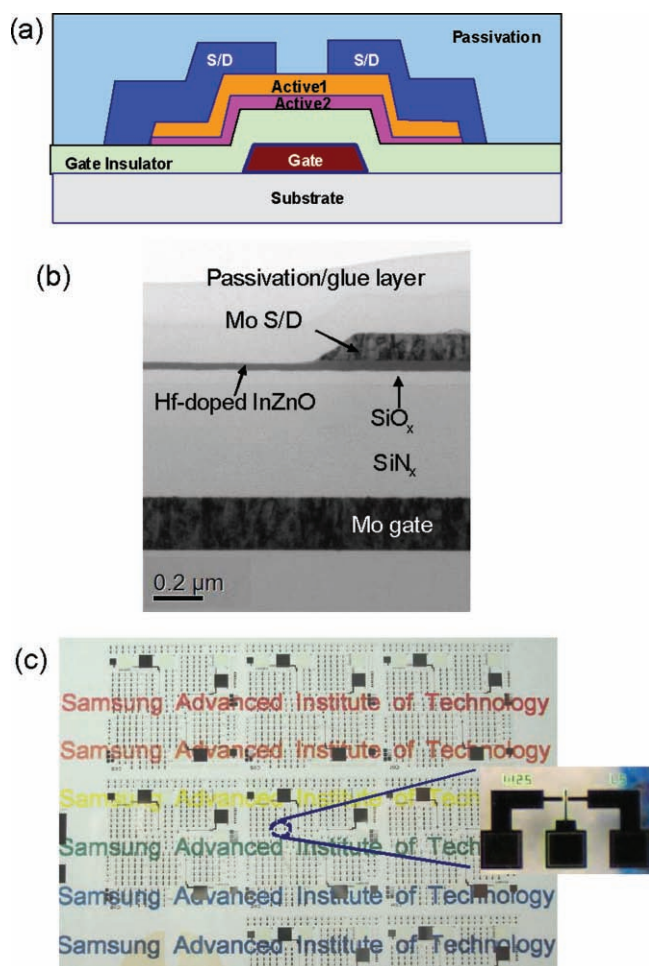 (a)
Passivation
S/D S/D
Active1
Active2
Gate Insulator
Gate
Substrate
(b)
Passivation/glue layer
Mo S/D
Hf-doped InZnO
SiOx
SiNx
Mo gate
0.2 μm
(c)
Samsung Advanced Institute of Technology
Samsung Advanced Institute of Technology
Samsung Advanced Institute of Technology
Samsung Advanced Institute of Technology
Samsung Advanced Institute of Technology
Samsung Advanced Institute of Technology